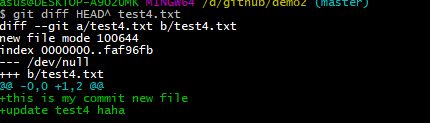 asus@DESKTOP-A9020MK MINGW64 /d/github/demo2 (master)
$ git diff HEAD^ test4.txt
diff --git a/test4.txt b/test4.txt
new file mode 100644
index 0000000..faf96fb
--- /dev/null
+++ b/test4.txt
@@ -0,0 +1,2 @@
+this is my commit new file
+update test4 haha